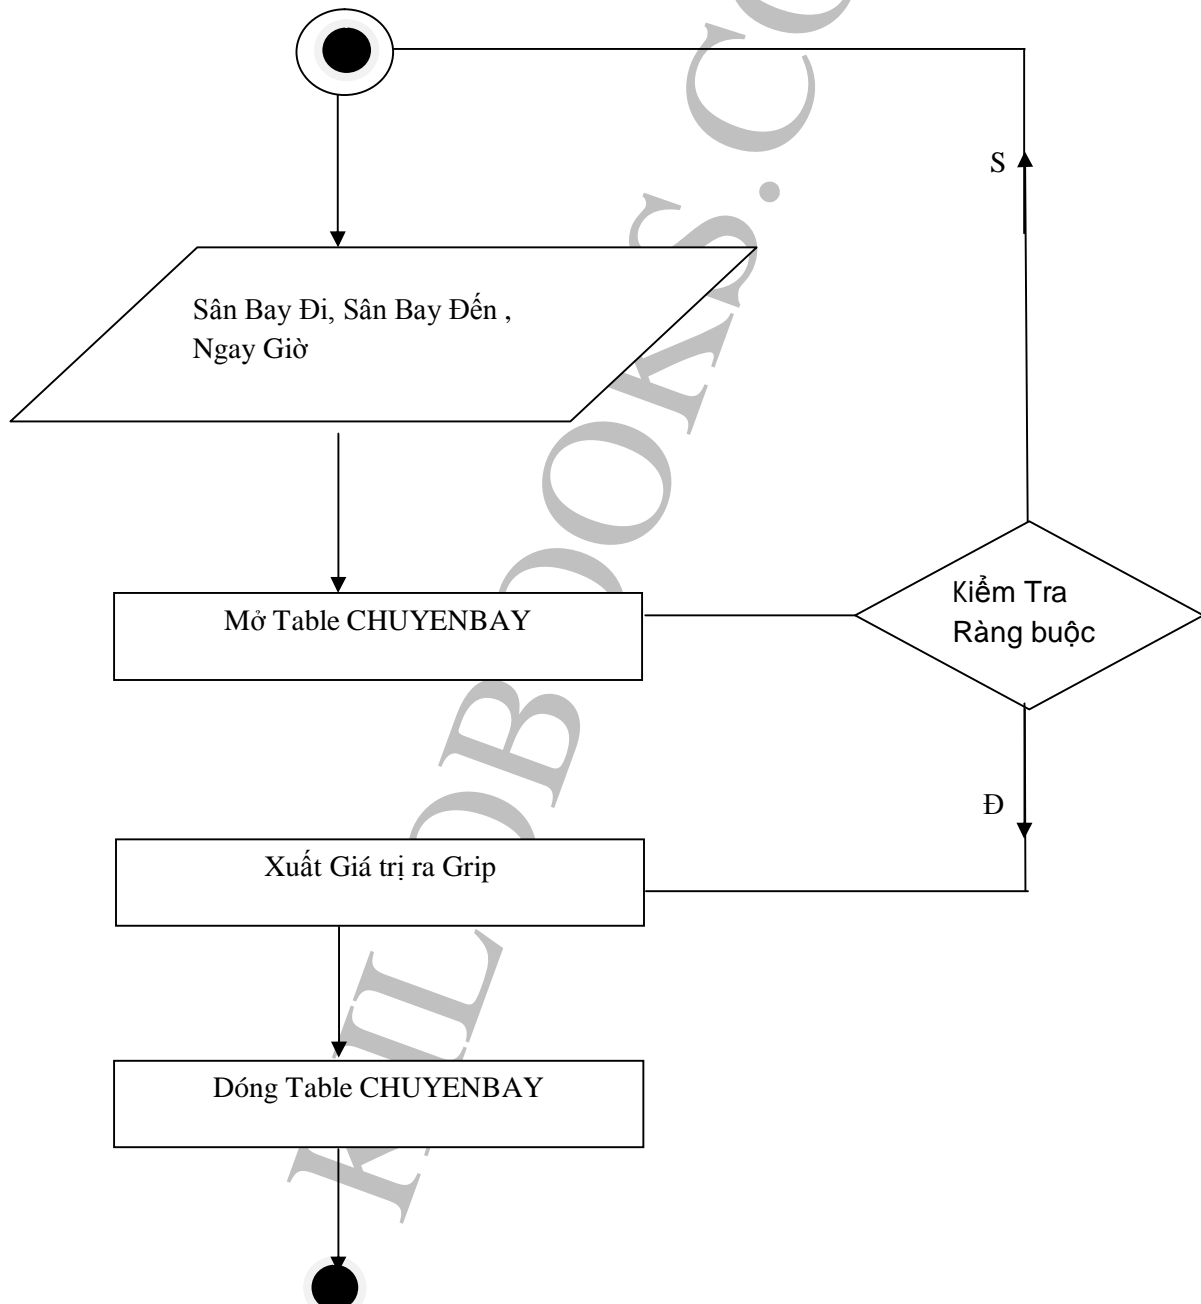 S
Sân Bay Đi, Sân Bay Đến ,
Ngay Giờ
Mở Table CHUYENBAY
Kiểm Tra
Ràng buộc
Đ
Xuất Giá trị ra Grip
Dóng Table CHUYENBAY